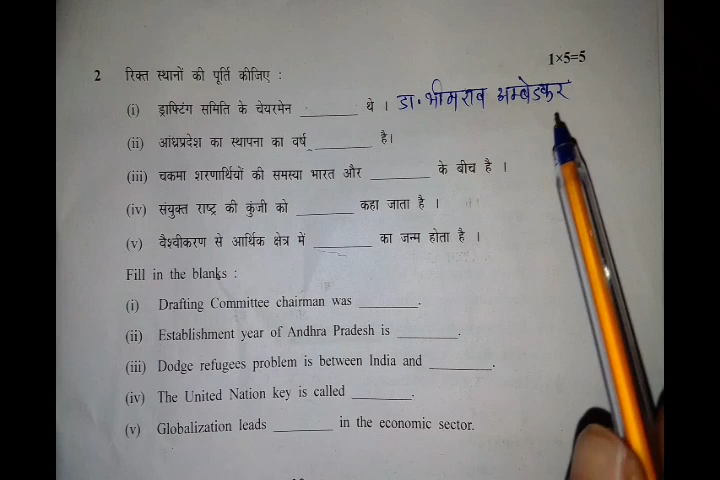 1×5=5
2 रिक्त स्थानों की पूर्ति कीजिए :
(i) ड्राफ्टिंग समिति के चेयरमेन ________ थे । डा. भीमराव अम्बेडकर
(ii) आंध्रप्रदेश का स्थापना का वर्ष ________ है।
(iii) चकमा शरणार्थियों की समस्या भारत और ________ के बीच है ।
(iv) संयुक्त राष्ट्र की कुंजी को ________ कहा जाता है ।
(v) वैश्वीकरण से आर्थिक क्षेत्र में ________ का जन्म होता है ।
Fill in the blanks :
(i) Drafting Committee chairman was ________.
(ii) Establishment year of Andhra Pradesh is ________.
(iii) Dodge refugees problem is between India and ________.
(iv) The United Nation key is called ________.
(v) Globalization leads ________ in the economic sector.